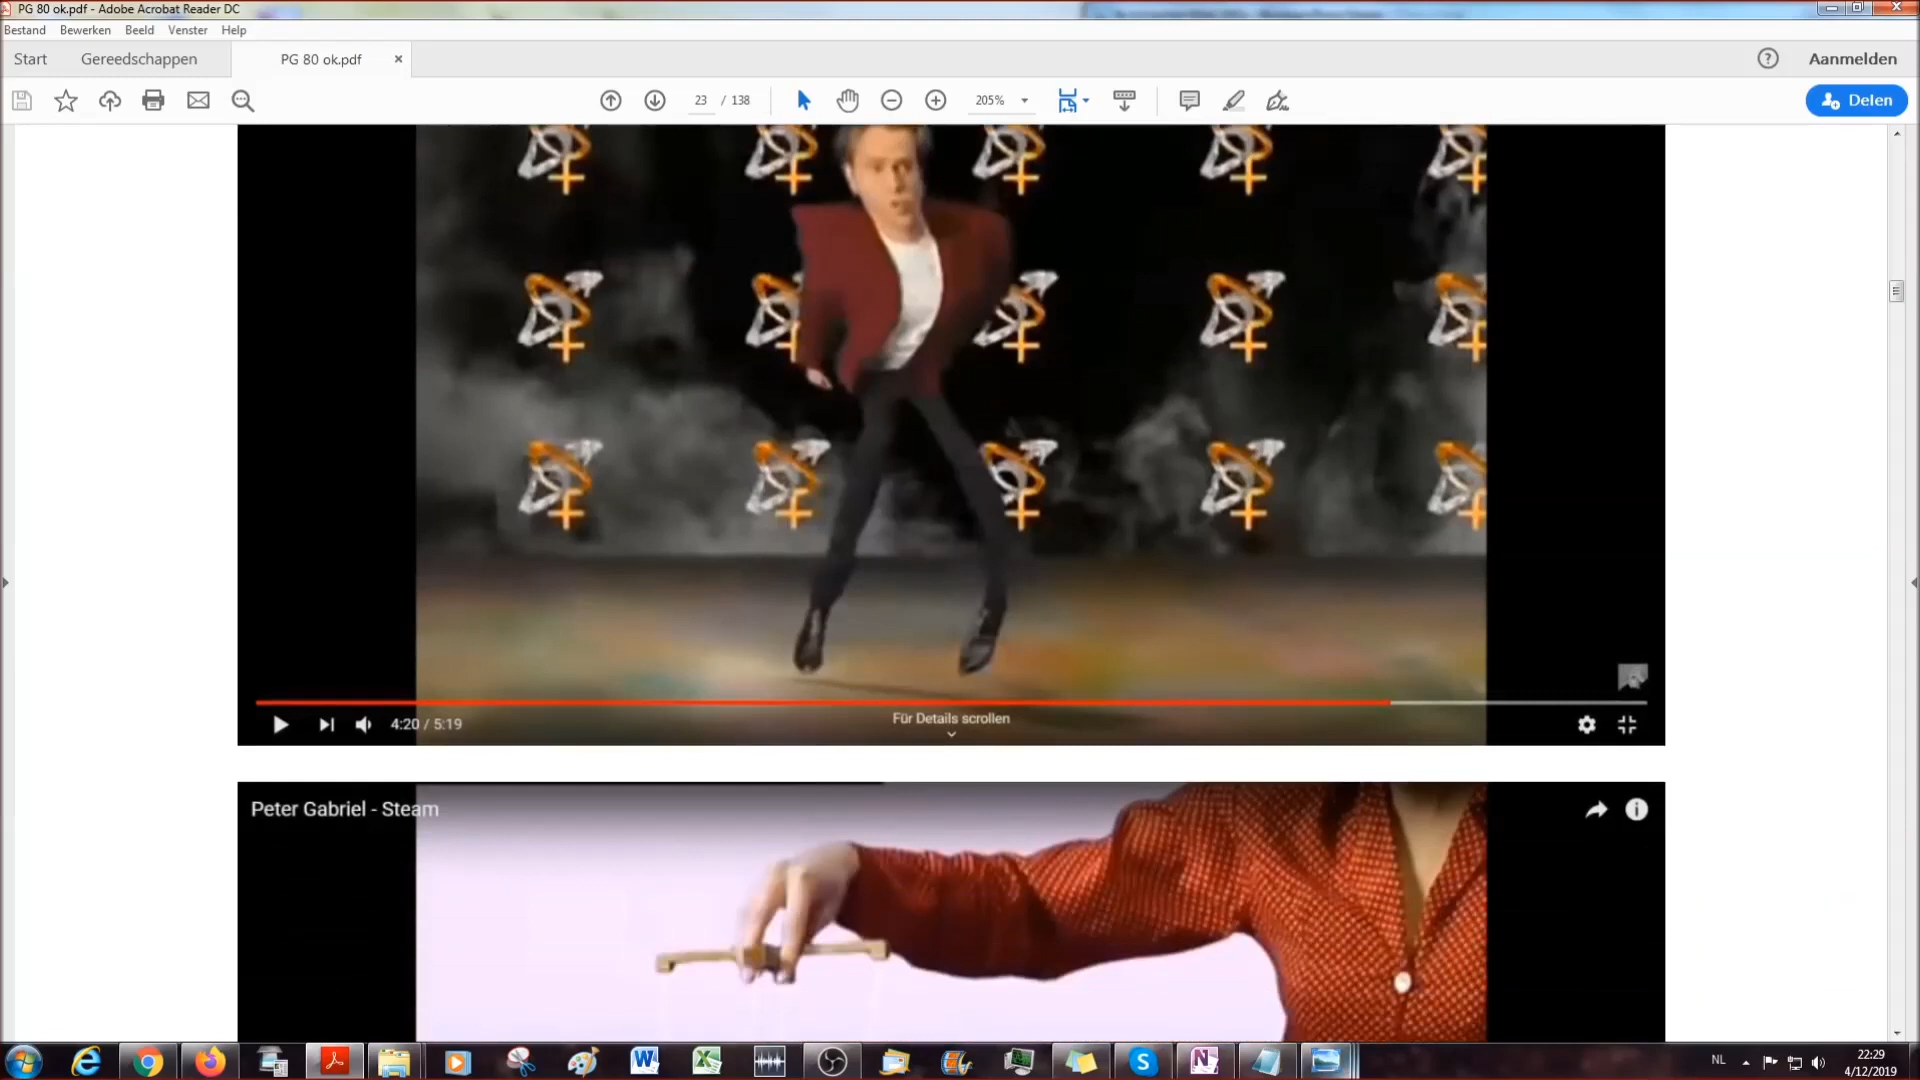 PG 80 ok.pdf - Adobe Acrobat Reader DC
Bestand Bewerken Beeld Venster Help
Start Gereedschappen PG 80 ok.pdf × ? Aanmelden
23 / 138 205% Delen
4:20 / 5:19 Für Details scrollen
Peter Gabriel - Steam
NL 22:29
4/12/2019